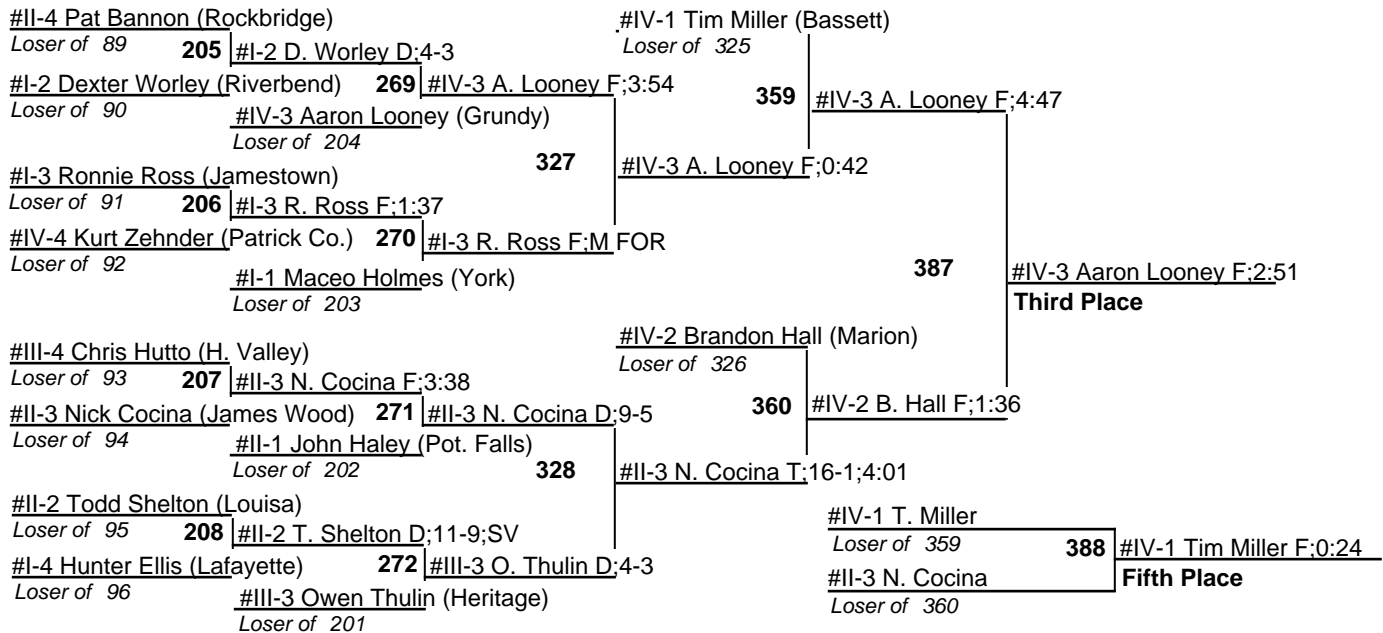 #II-4 Pat Bannon (Rockbridge)
Loser of 89
205
#I-2 D. Worley D;4-3
#I-2 Dexter Worley (Riverbend)
Loser of 90
269
#IV-3 A. Looney F;3:54
#IV-3 Aaron Looney (Grundy)
Loser of 204
#I-3 Ronnie Ross (Jamestown)
Loser of 91
206
#I-3 R. Ross F;1:37
#IV-4 Kurt Zehnder (Patrick Co.)
Loser of 92
270
#I-3 R. Ross F;M FOR
#I-1 Maceo Holmes (York)
Loser of 203
327
#IV-3 A. Looney F;0:42
#IV-1 Tim Miller (Bassett)
Loser of 325
359
#IV-3 A. Looney F;4:47
#III-4 Chris Hutto (H. Valley)
Loser of 93
207
#II-3 N. Cocina F;3:38
#II-3 Nick Cocina (James Wood)
Loser of 94
271
#II-3 N. Cocina D;9-5
#II-1 John Haley (Pot. Falls)
Loser of 202
#II-2 Todd Shelton (Louisa)
Loser of 95
208
#II-2 T. Shelton D;11-9;SV
#I-4 Hunter Ellis (Lafayette)
Loser of 96
272
#III-3 O. Thulin D;4-3
#III-3 Owen Thulin (Heritage)
Loser of 201
328
#II-3 N. Cocina T;16-1;4:01
#IV-2 Brandon Hall (Marion)
Loser of 326
360
#IV-2 B. Hall F;1:36
387
#IV-3 Aaron Looney F;2:51
Third Place
#IV-1 T. Miller
Loser of 359
388
#IV-1 Tim Miller F;0:24
#II-3 N. Cocina
Loser of 360
Fifth Place